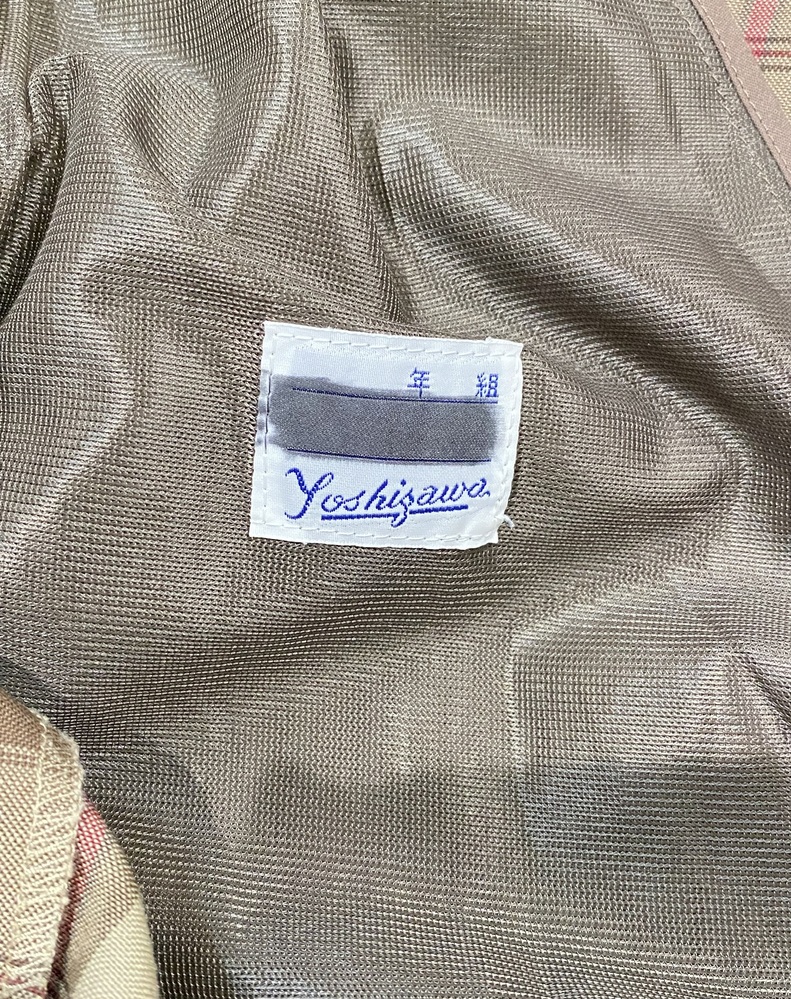 年 組
Yoshizawa